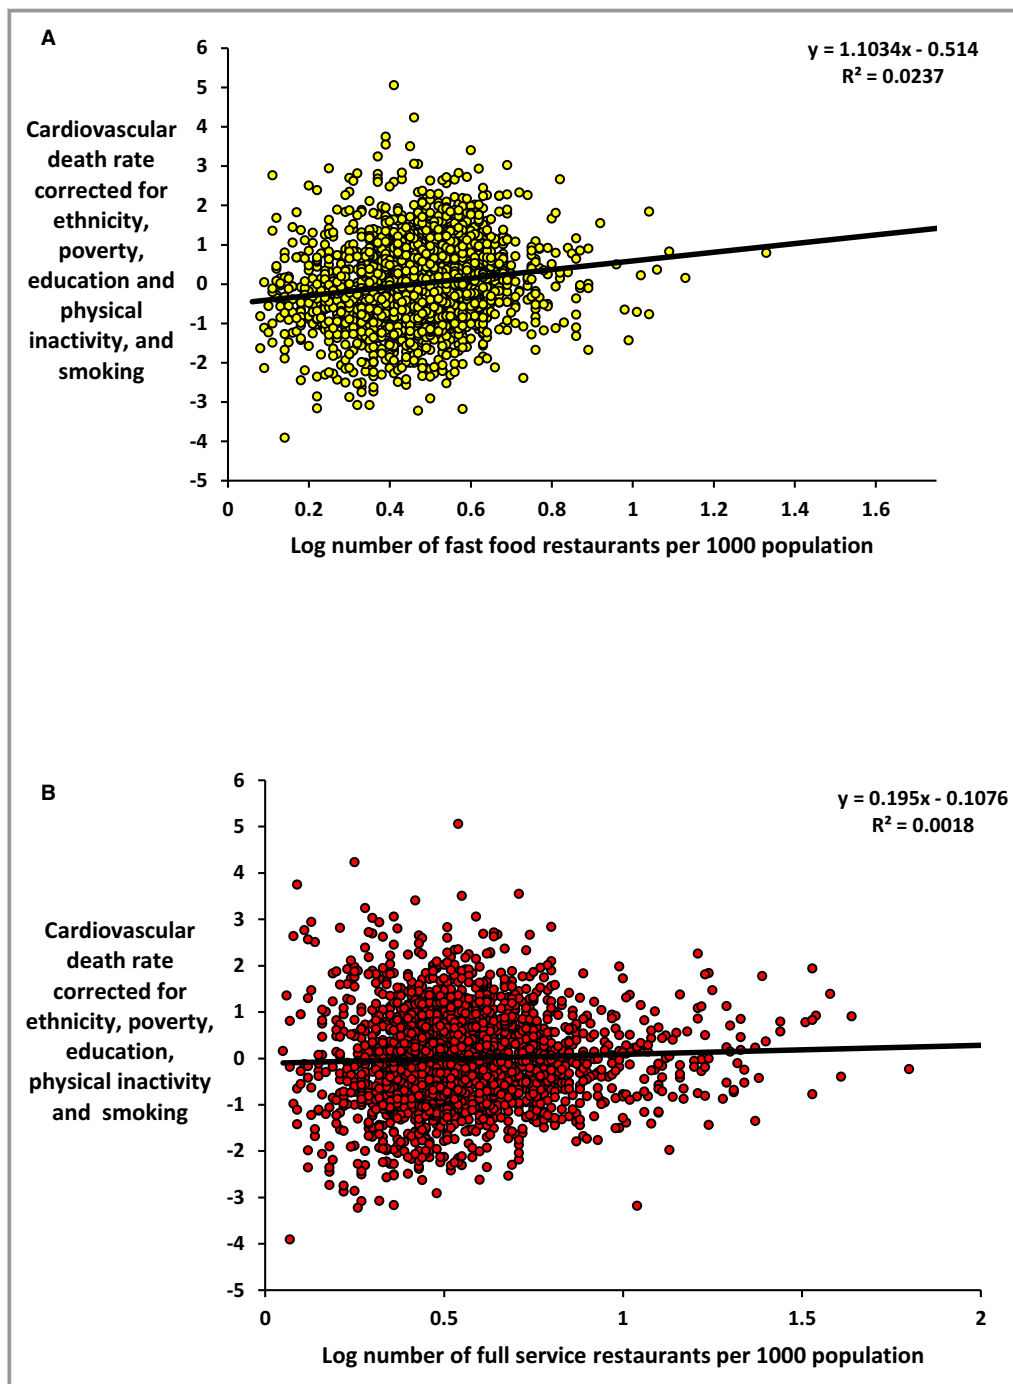 A
y = 1.1034x - 0.514
R² = 0.0237
Cardiovascular
death rate
corrected for
ethnicity,
poverty,
education and
physical
inactivity, and
smoking
6
5
4
3
2
1
0
-1
-2
-3
-4
-5
0 0.2 0.4 0.6 0.8 1 1.2 1.4 1.6
Log number of fast food restaurants per 1000 population
B
y = 0.195x - 0.1076
R² = 0.0018
Cardiovascular
death rate
corrected for
ethnicity, poverty,
education,
physical inactivity
and smoking
6
5
4
3
2
1
0
-1
-2
-3
-4
-5
0 0.5 1 1.5 2
Log number of full service restaurants per 1000 population